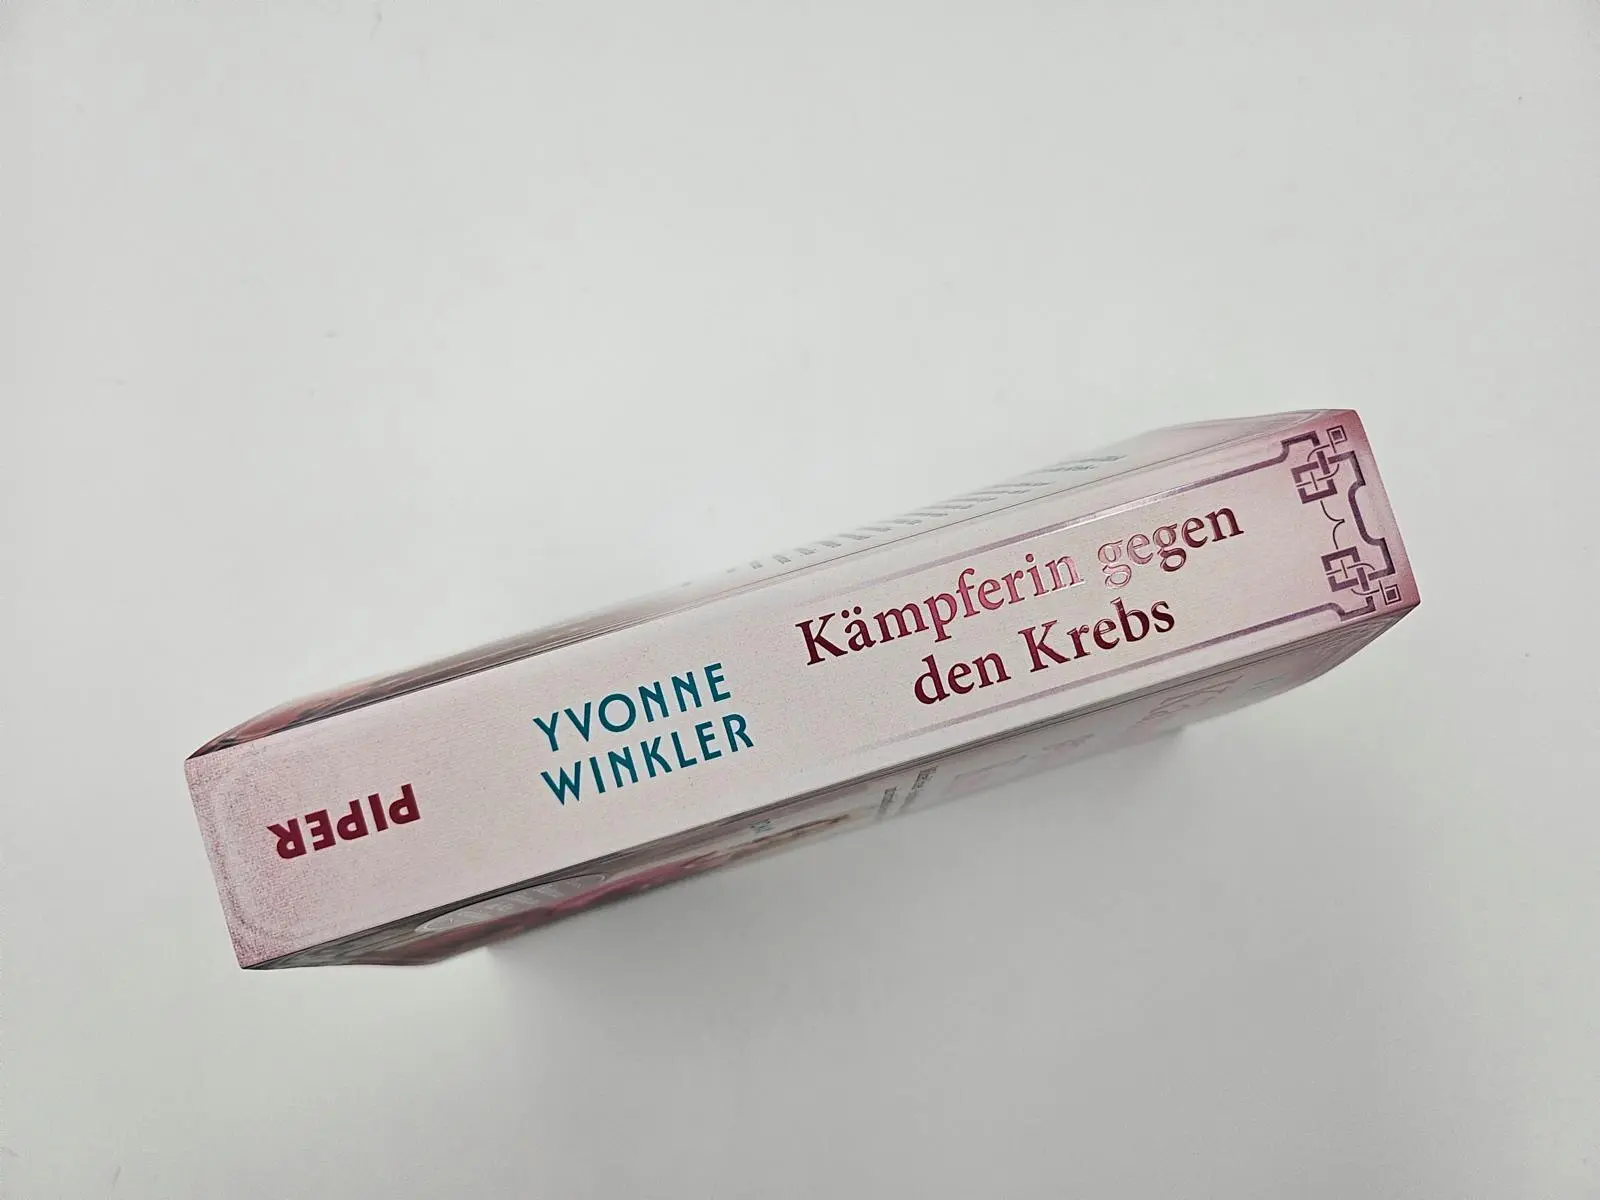 Kämpferin gegen
den Krebs
YVONNE
WINKLER
PIPER